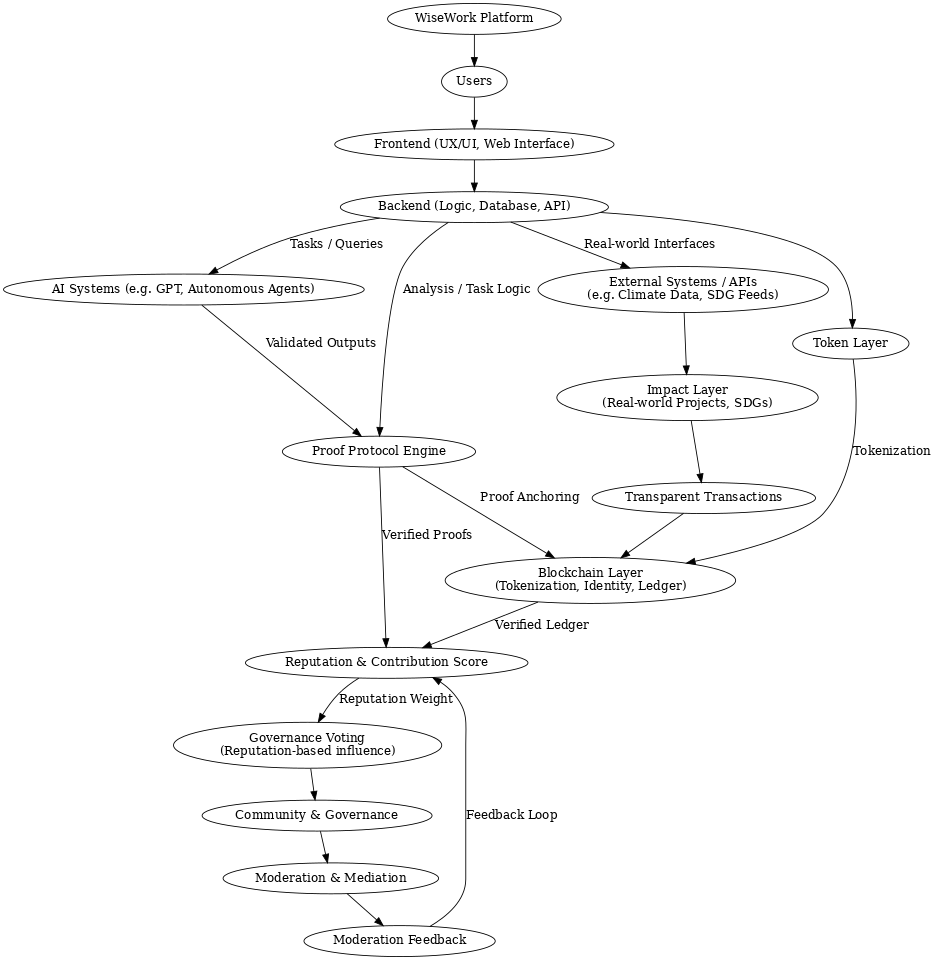 WiseWork Platform
Users
Frontend (UX/UI, Web Interface)
Backend (Logic, Database, API)
Tasks / Queries
Real-world Interfaces
AI Systems (e.g. GPT, Autonomous Agents)
Analysis / Task Logic
External Systems / APIs
(e.g. Climate Data, SDG Feeds)
Validated Outputs
Token Layer
Impact Layer
(Real-world Projects, SDGs)
Proof Protocol Engine
Tokenization
Proof Anchoring
Transparent Transactions
Verified Proofs
Blockchain Layer
(Tokenization, Identity, Ledger)
Verified Ledger
Reputation & Contribution Score
Reputation Weight
Governance Voting
(Reputation-based influence)
Community & Governance
Feedback Loop
Moderation & Mediation
Moderation Feedback